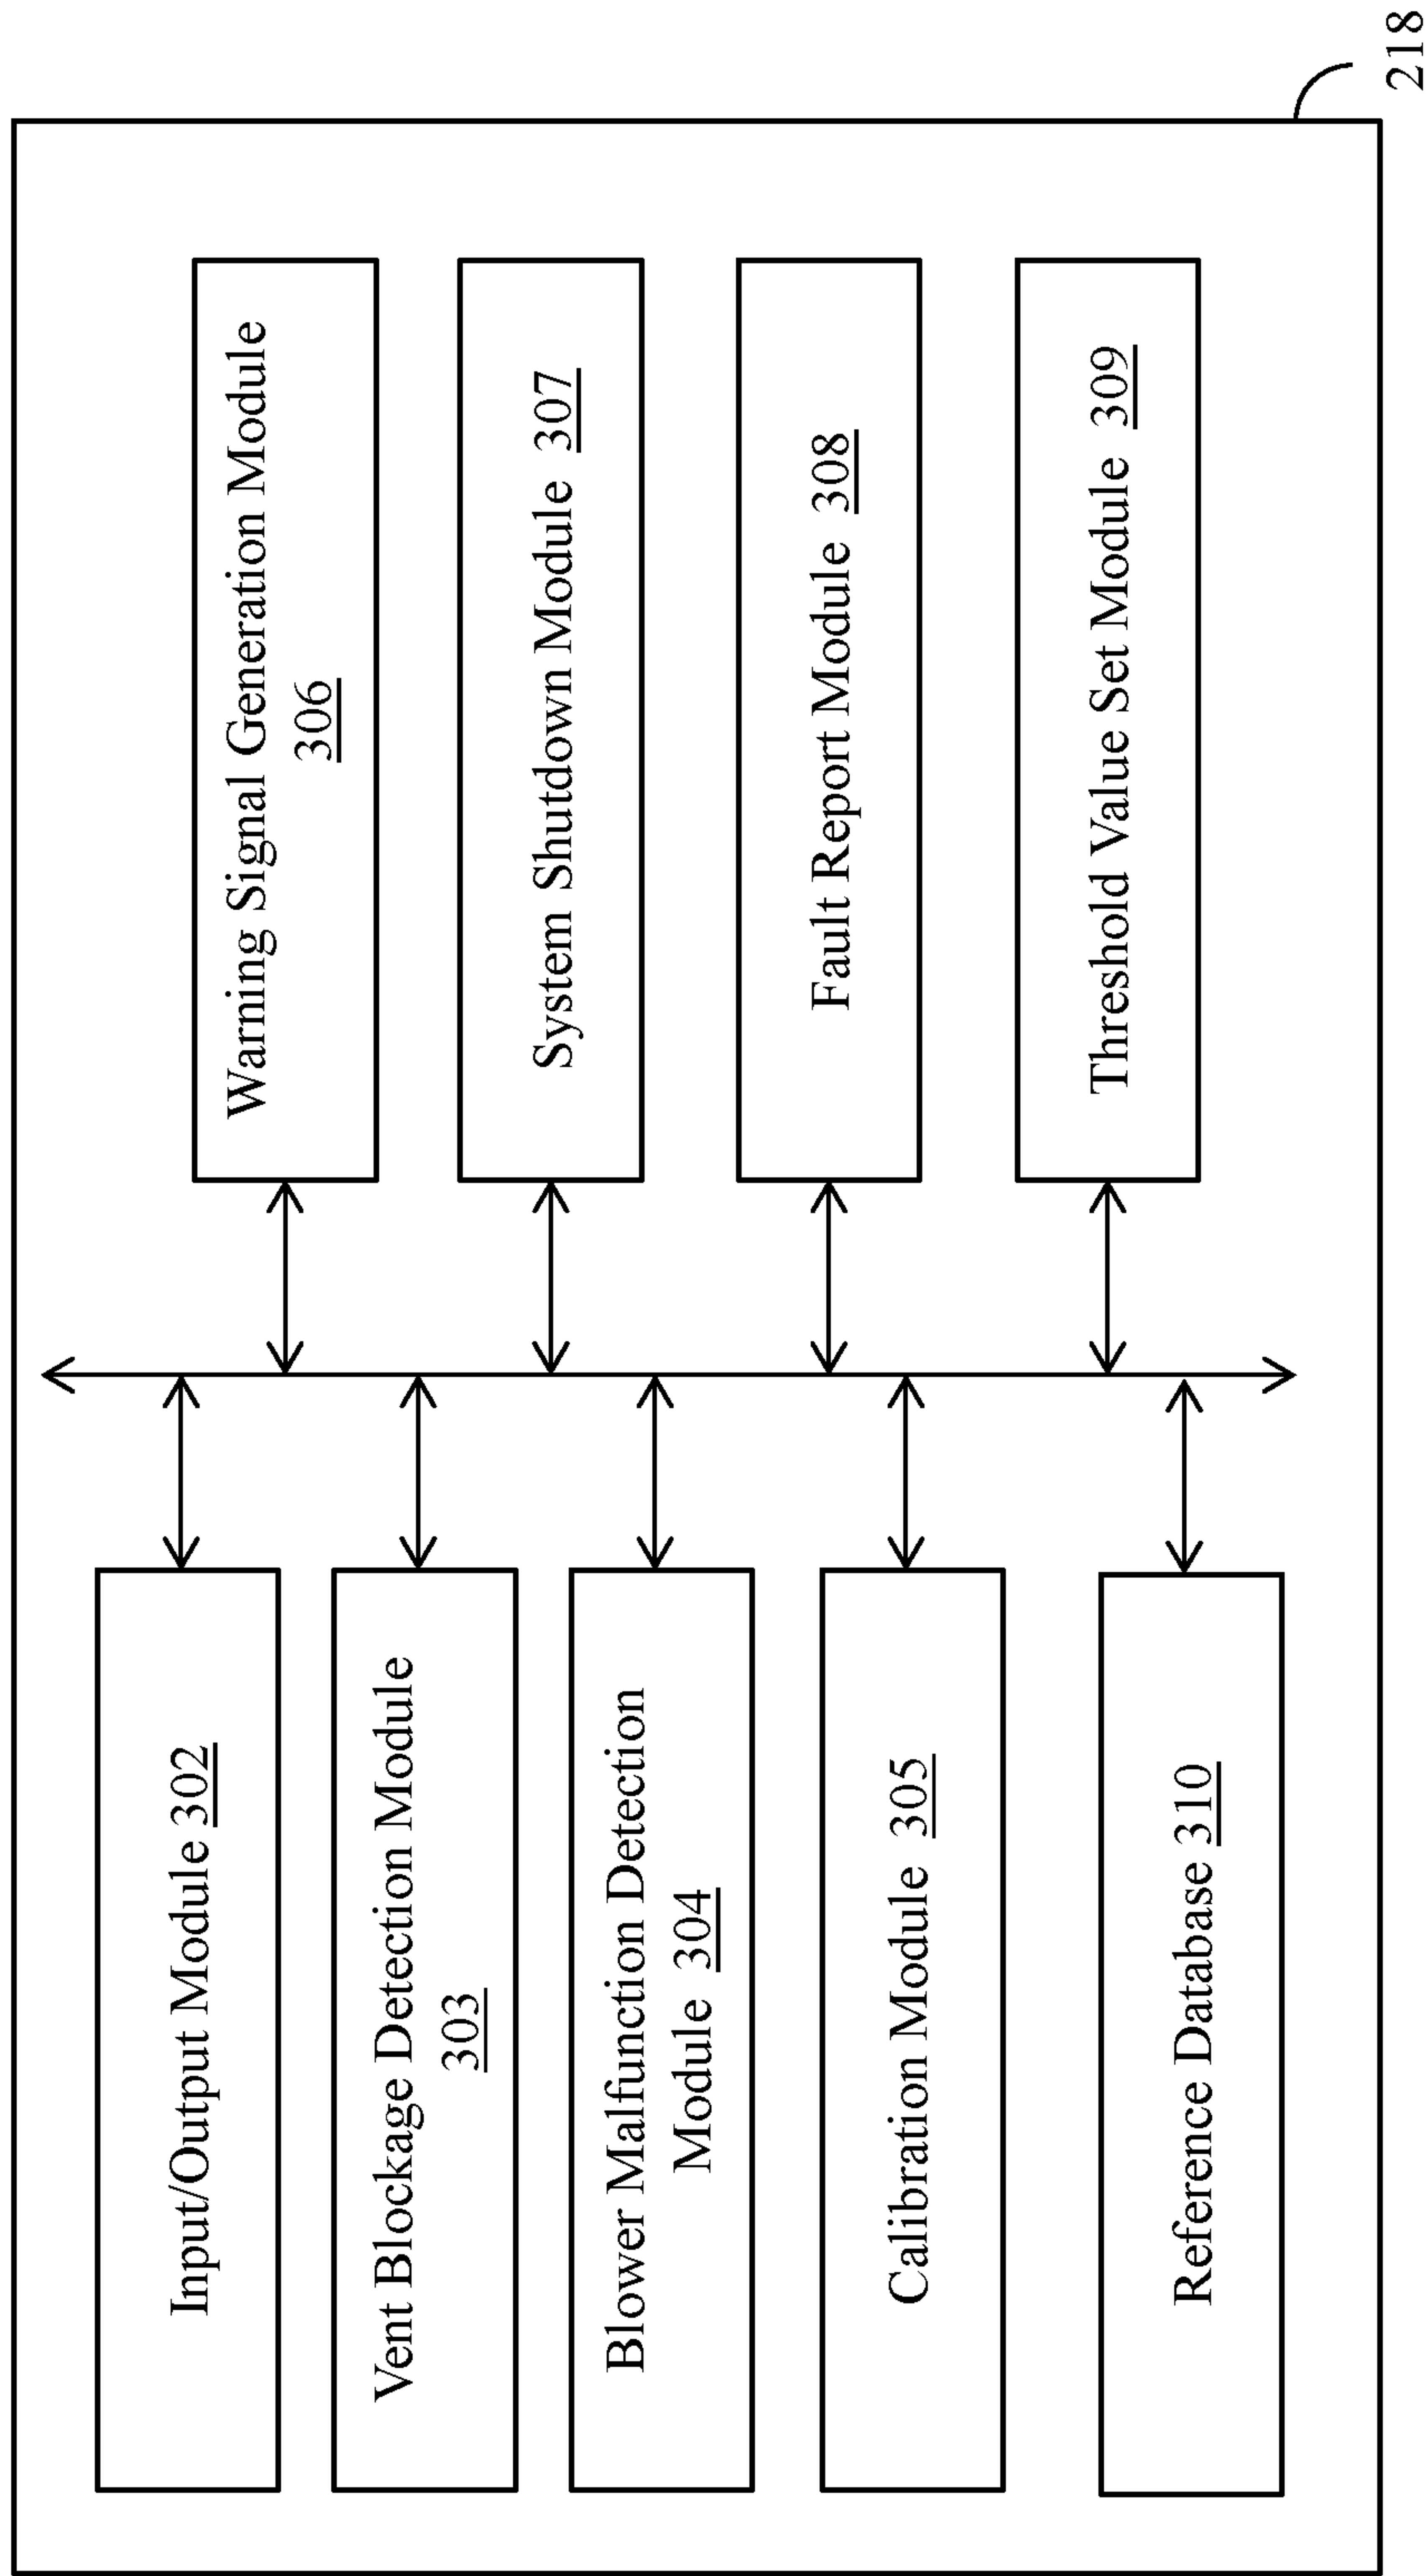 Input/Output Module 302
Vent Blockage Detection Module
303
Blower Malfunction Detection
Module 304
Calibration Module 305
Reference Database 310
Warning Signal Generation Module
306
System Shutdown Module 307
Fault Report Module 308
Threshold Value Set Module 309
218